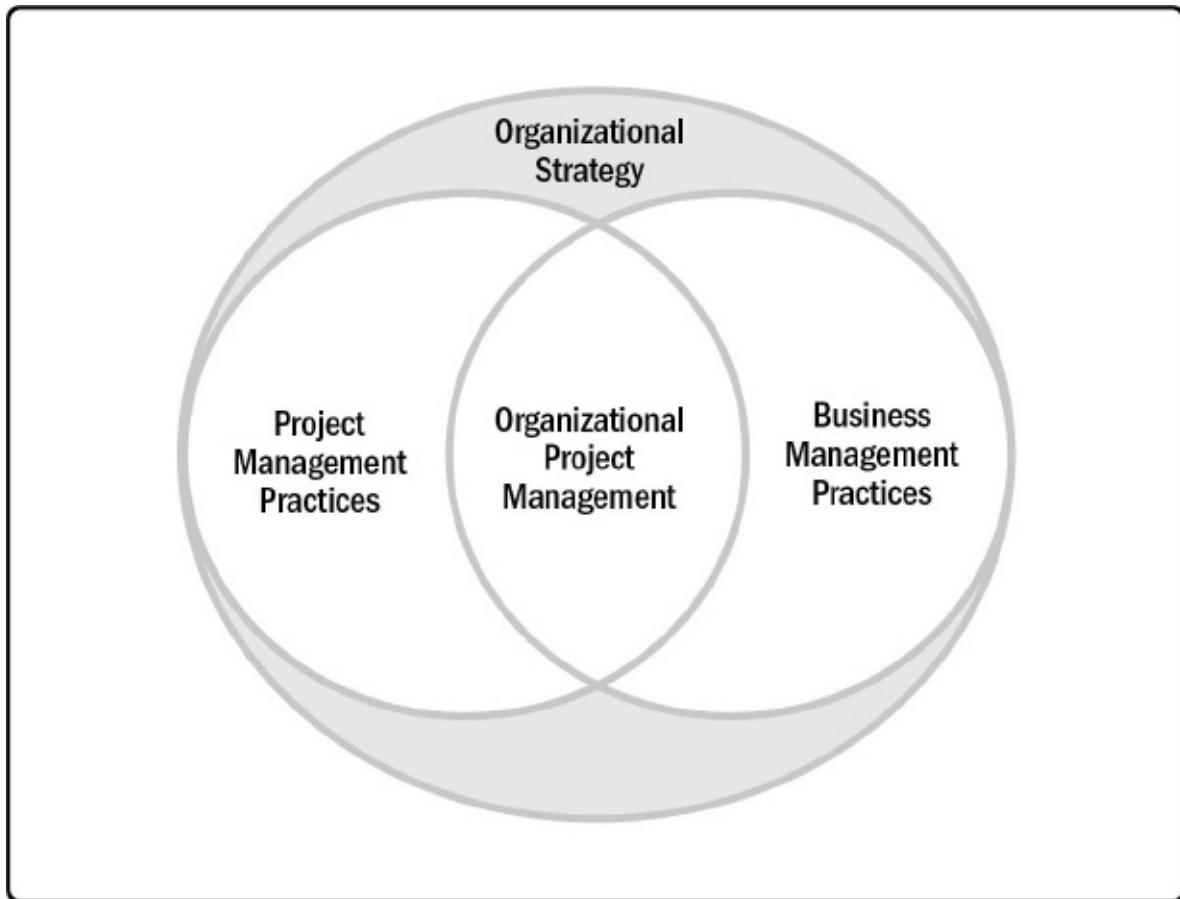 Organizational
Strategy
Project
Management
Practices
Organizational
Project
Management
Business
Management
Practices